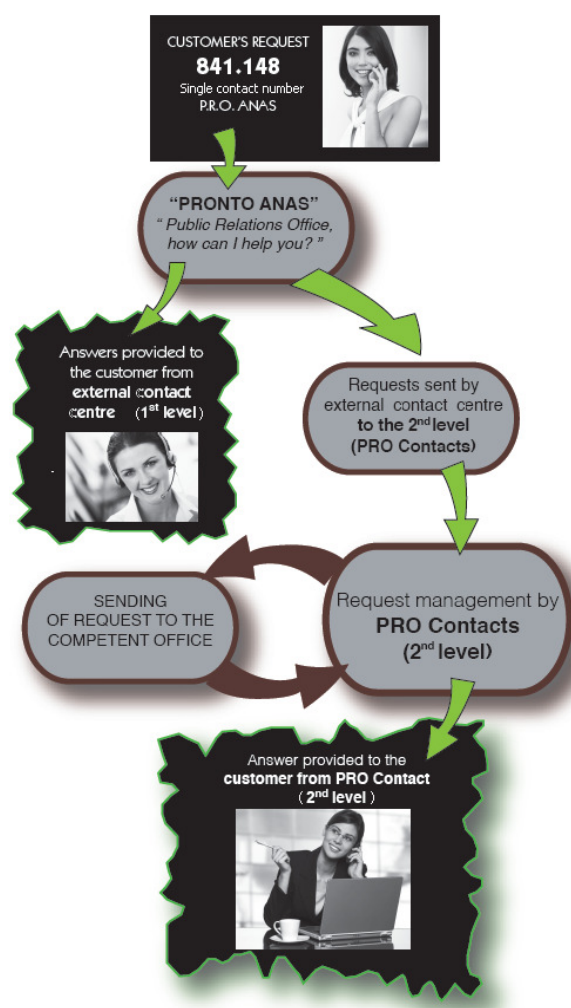 CUSTOMER'S REQUEST
841.148
Single contact number
P.R.O. ANAS
“PRONTO ANAS”
“ Public Relations Office,
how can I help you? ”
Answers provided to
the customer from
external contact
centre (1st level)
Requests sent by
external contact centre
to the 2nd level
(PRO Contacts)
SENDING
OF REQUEST TO THE
COMPETENT OFFICE
Request management by
PRO Contacts
(2nd level)
Answer provided to the
customer from PRO Contact
( 2nd level )